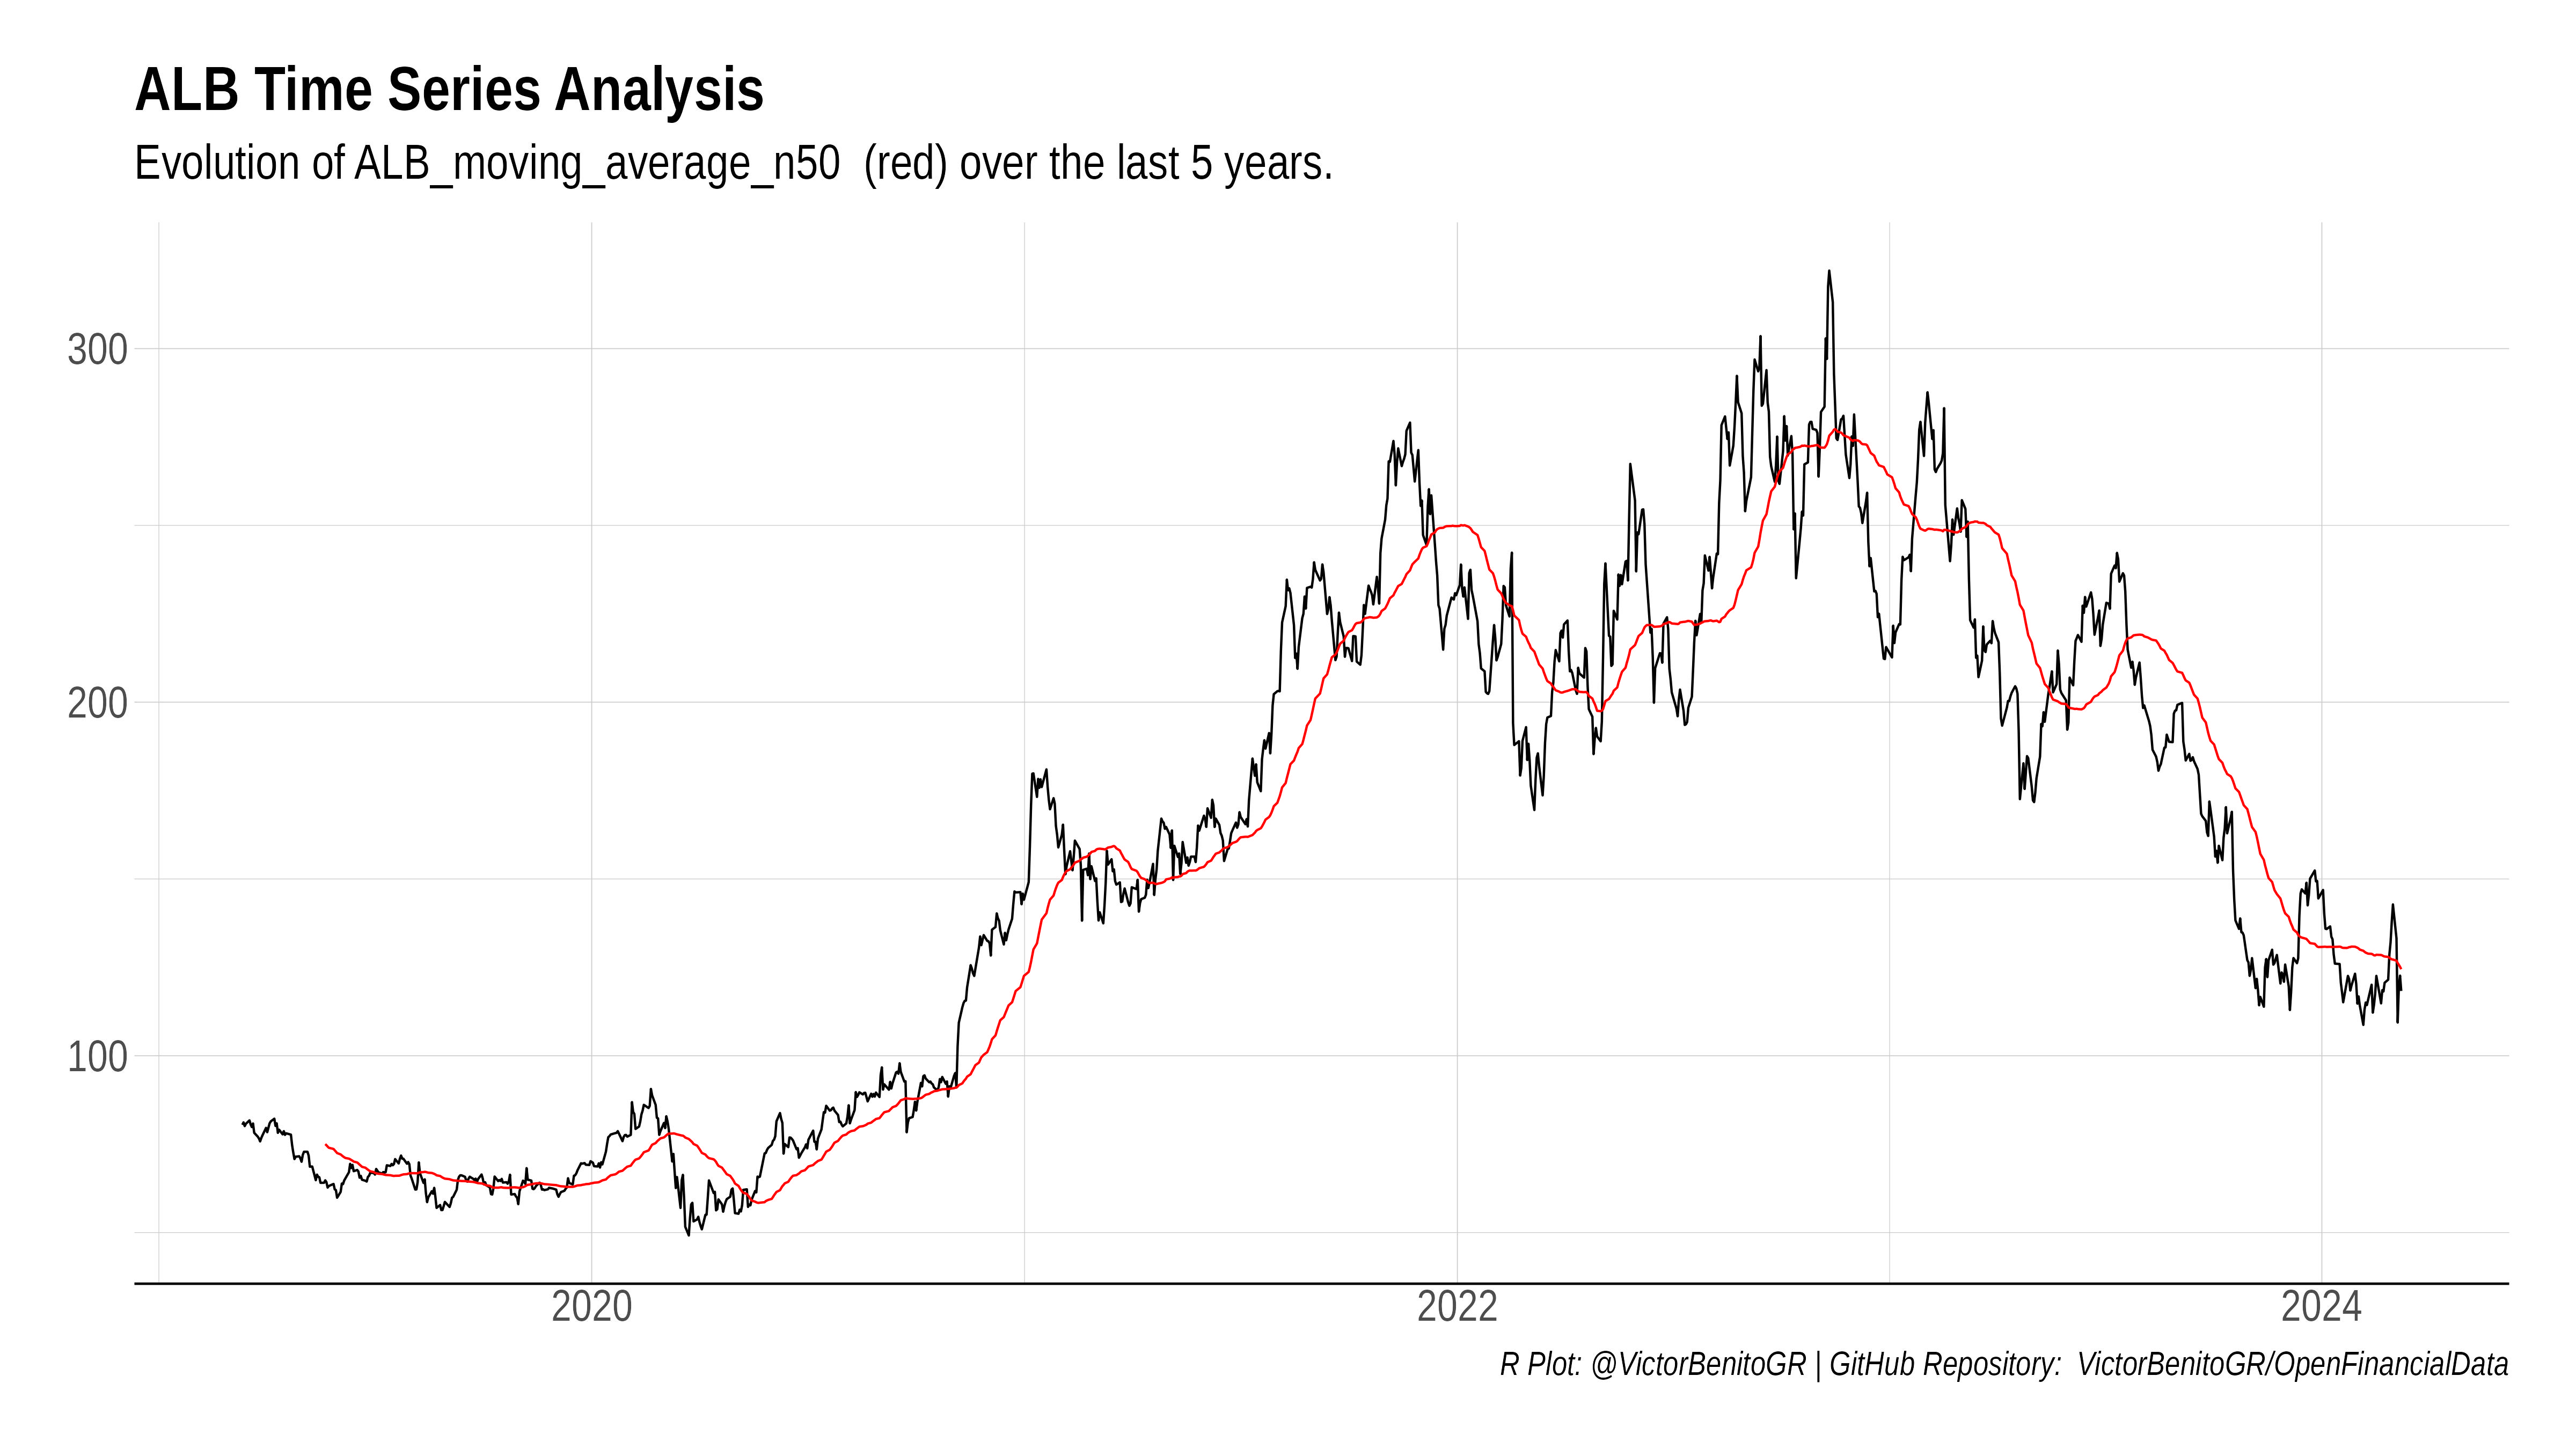 ALB Time Series Analysis
Evolution of ALB_moving_average_n50  (red) over the last 5 years.
300
200
100
2020 2022 2024
R Plot: @VictorBenitoGR | GitHub Repository:  VictorBenitoGR/OpenFinancialData